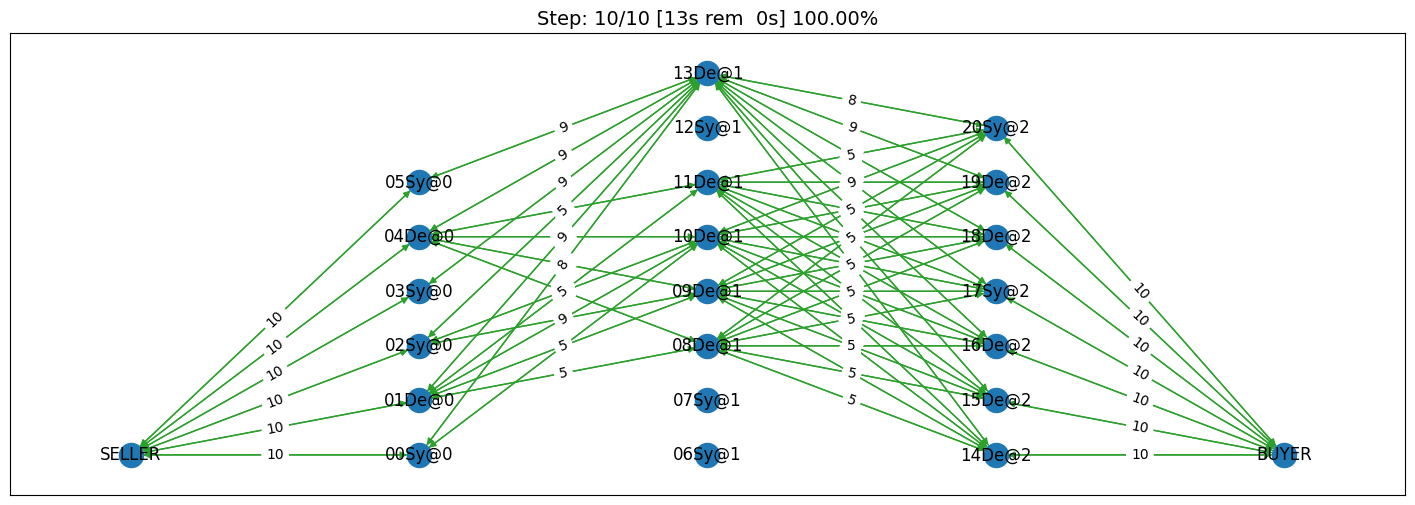 Step: 10/10 [13s rem  0s] 100.00%
13De@1
8
12Sy@1
20Sy@2
9
9
9
5
05Sy@0
11De@1
19De@2
9
9
5
5
04De@0
10De@1
18De@2
9
5
8
5
03Sy@0
09De@1
17Sy@2
5
5
10
10
9
5
10
10
02Sy@0
08De@1
16De@2
5
5
10
10
5
5
01De@0
07Sy@1
15De@2
10
5
10
10
10
SELLER
10
00Sy@0
06Sy@1
14De@2
10
BUYER